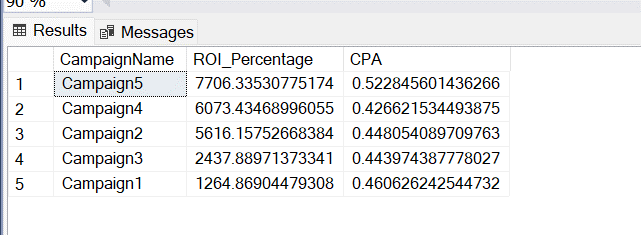 90 %
Results Messages
CampaignName ROI_Percentage CPA
1 Campaign5 7706.33530775174 0.522845601436266
2 Campaign4 6073.43468996055 0.426621534493875
3 Campaign2 5616.15752668384 0.448054089709763
4 Campaign3 2437.88971373341 0.443974387778027
5 Campaign1 1264.86904479308 0.460626242544732